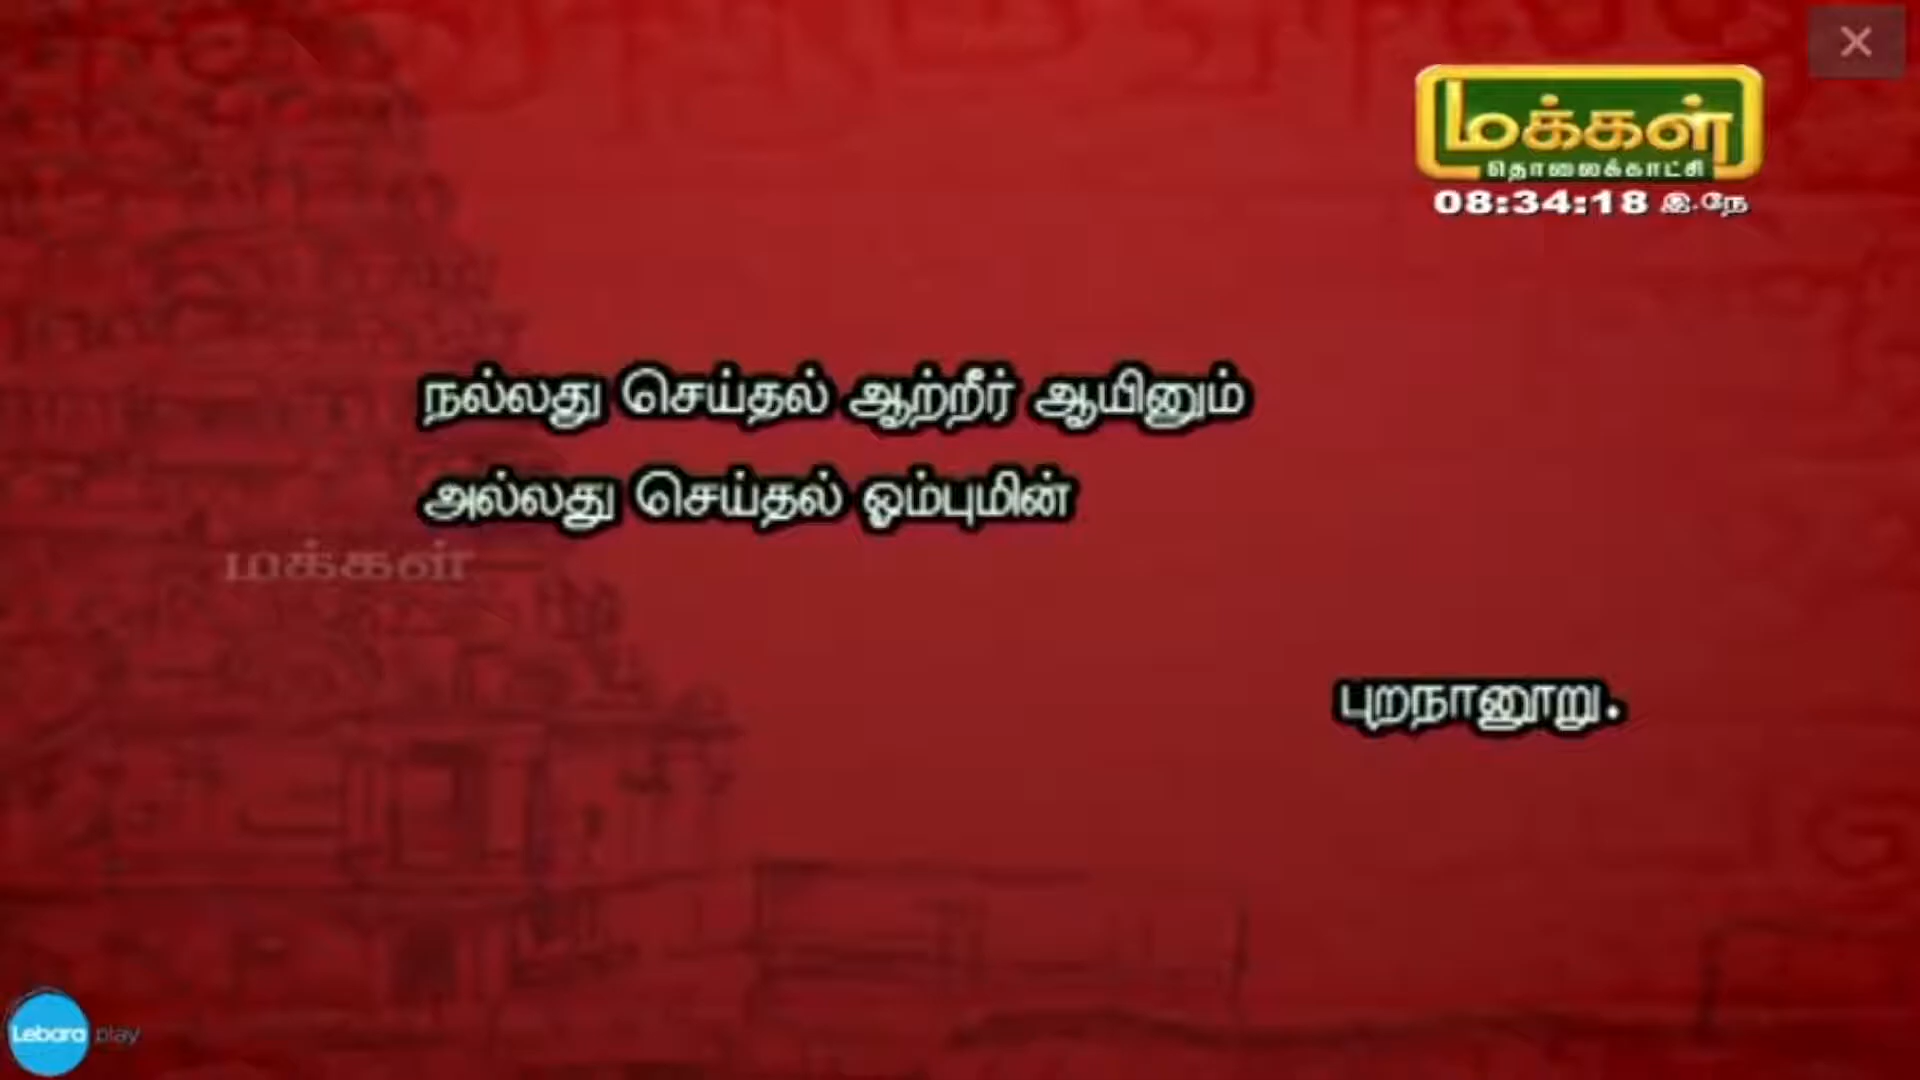 மக்கள்
தொலைக்காட்சி
08:34:18 இ.நே
நல்லது செய்தல் ஆற்றீர் ஆயினும்
அல்லது செய்தல் ஓம்புமின்
மக்கள்
புறநானூறு.
Lebara play